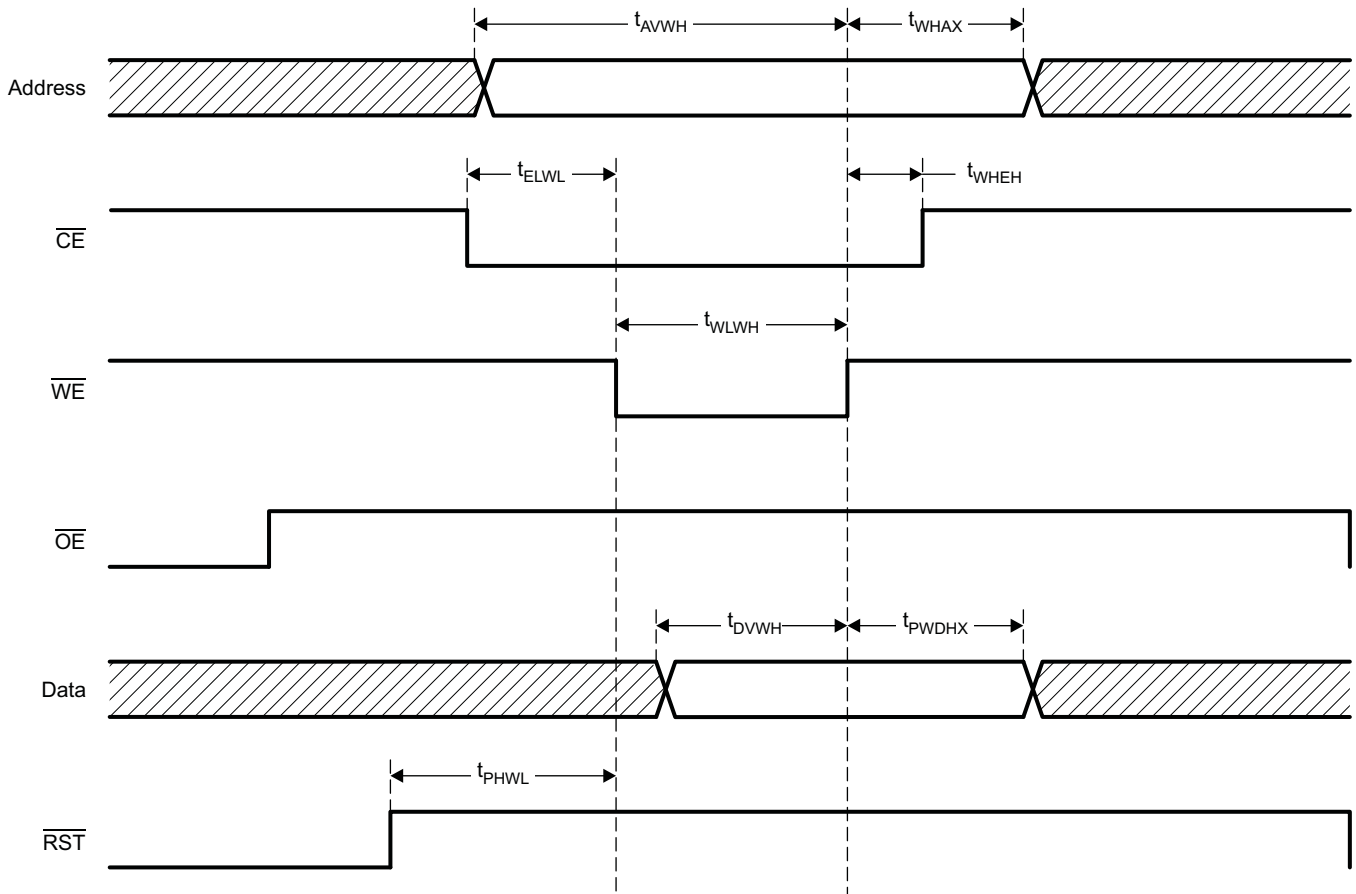 tAVWH tWHAX
Address
tELWL tWHEH
CE
tWLWH
WE
OE
tDVWH tPWDHX
Data
tPHWL
RST